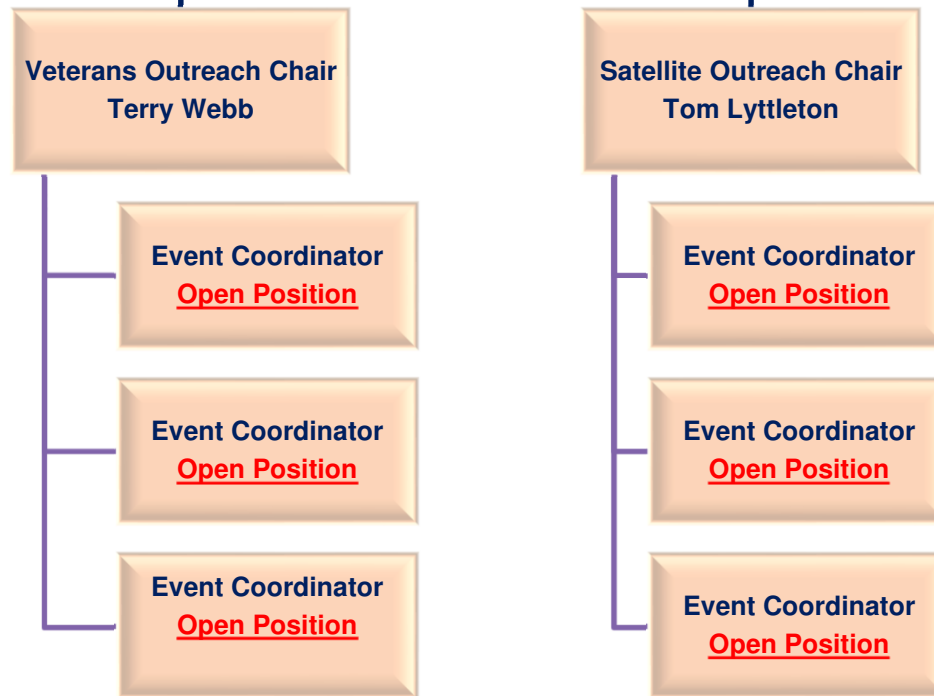 Veterans Outreach Chair
Terry Webb
Event Coordinator
Open Position
Event Coordinator
Open Position
Event Coordinator
Open Position
Satellite Outreach Chair
Tom Lyttleton
Event Coordinator
Open Position
Event Coordinator
Open Position
Event Coordinator
Open Position